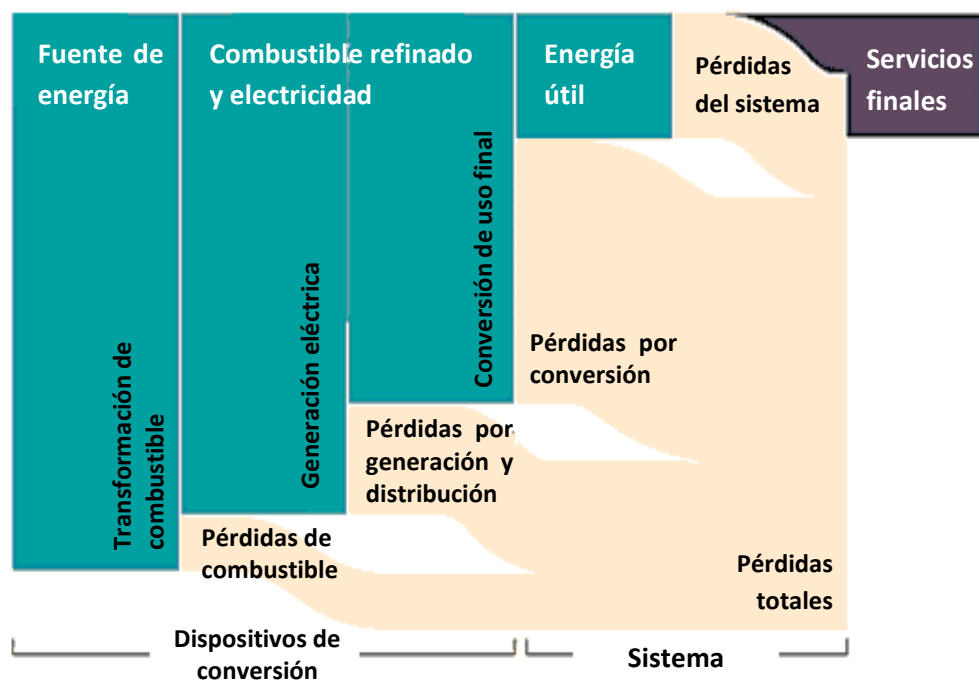 Fuente de
energía
Combustible refinado
y electricidad
Energía
útil
Pérdidas
del sistema
Servicios
finales
Transformación de
combustible
Generación eléctrica
Conversión de uso final
Pérdidas por
conversión
Pérdidas por
generación y
distribución
Pérdidas de
combustible
Pérdidas
totales
Dispositivos de
conversión
Sistema